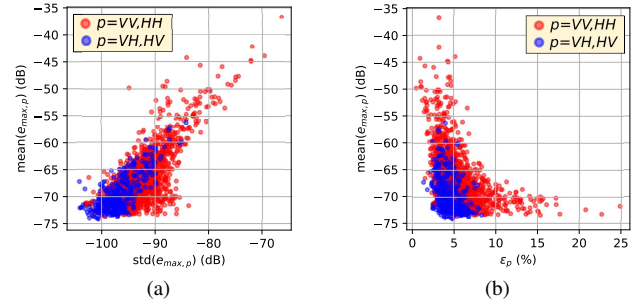 −35
−40
−45
−50
−55
−60
−65
−70
−75
mean(e_{max,p}) (dB)
p=VV,HH
p=VH,HV
−100 −90 −80 −70
std(e_{max,p}) (dB)
(a)
−35
−40
−45
−50
−55
−60
−65
−70
−75
mean(e_{max,p}) (dB)
p=VV,HH
p=VH,HV
0 5 10 15 20 25
ε_p (%)
(b)